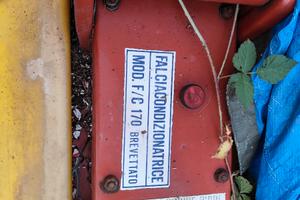 FALCIACONDIZIONATRICE
MOD. F/C 170 BREVETTATO